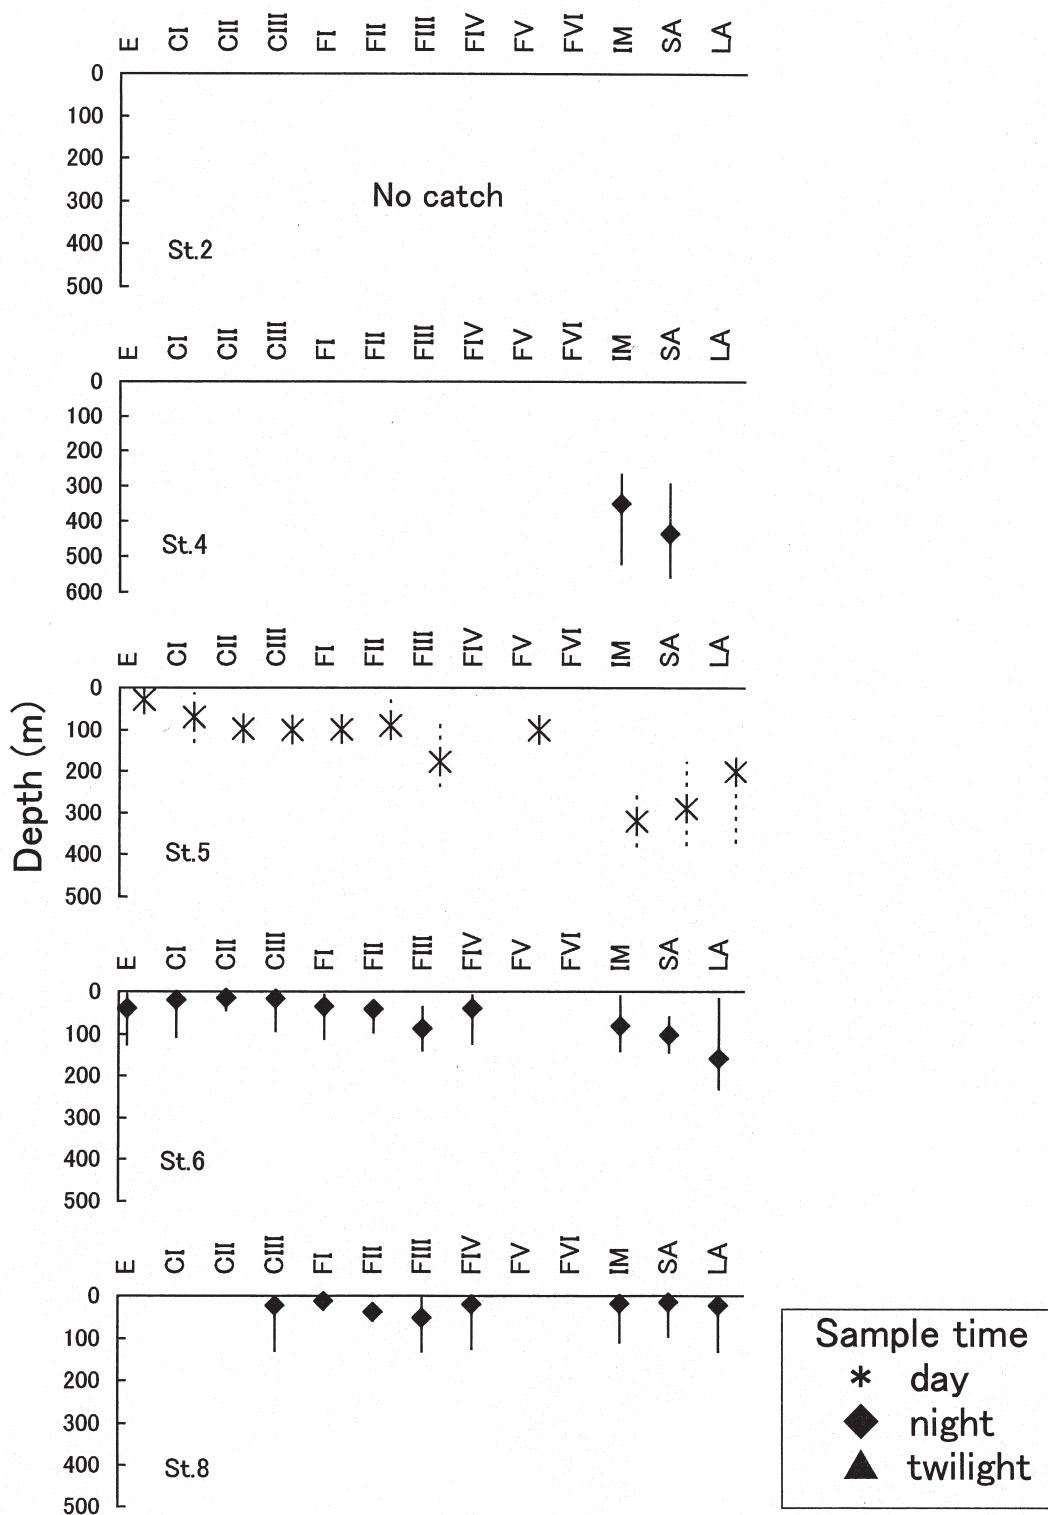 E CI CII CIII FI FII FIII FIV FV FVI IM SA LA
0
100
200
300
400
500
No catch
St.2
E CI CII CIII FI FII FIII FIV FV FVI IM SA LA
0
100
200
300
400
500
600
St.4
E CI CII CIII FI FII FIII FIV FV FVI IM SA LA
0
100
200
300
400
500
St.5
Depth (m)
E CI CII CIII FI FII FIII FIV FV FVI IM SA LA
0
100
200
300
400
500
St.6
E CI CII CIII FI FII FIII FIV FV FVI IM SA LA
0
100
200
300
400
500
St.8
Sample time
day
night
twilight